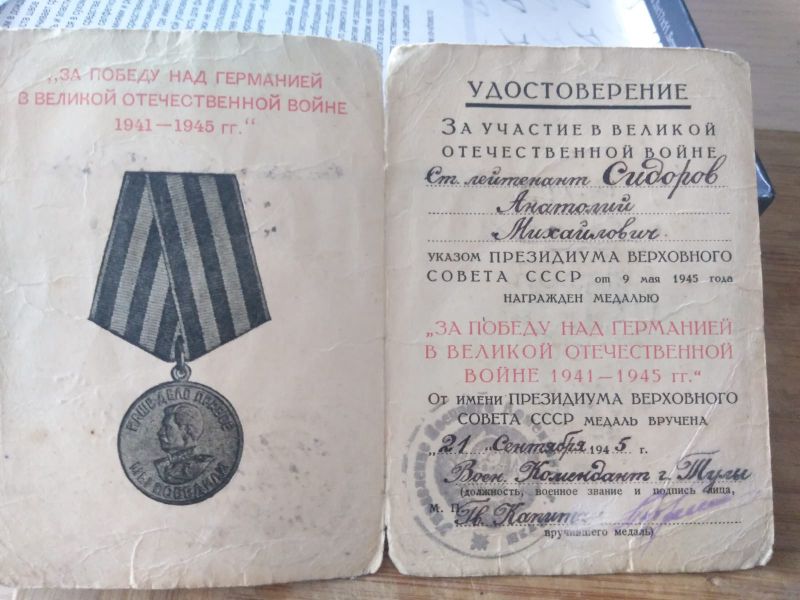 „ЗА ПОБЕДУ НАД ГЕРМАНИЕЙ
В ВЕЛИКОЙ ОТЕЧЕСТВЕННОЙ ВОЙНЕ
1941—1945 гг.“
НАШЕ ДЕЛО ПРАВОЕ
МЫ ПОБЕДИЛИ
УДОСТОВЕРЕНИЕ
ЗА УЧАСТИЕ В ВЕЛИКОЙ
ОТЕЧЕСТВЕННОЙ ВОЙНЕ
Ст. лейтенант Сидоров
Анатолий
Михайлович
УКАЗОМ ПРЕЗИДИУМА ВЕРХОВНОГО
СОВЕТА СССР от 9 мая 1945 года
НАГРАЖДЕН МЕДАЛЬЮ
„ЗА ПОБЕДУ НАД ГЕРМАНИЕЙ
В ВЕЛИКОЙ ОТЕЧЕСТВЕННОЙ
ВОЙНЕ 1941—1945 гг.“
От имени ПРЕЗИДИУМА ВЕРХОВНОГО
СОВЕТА СССР МЕДАЛЬ ВРУЧЕНА
„21 „ Сентября 1945 г.
Воен. Комендант г. Тулы
(должность, военное звание и подпись лица,
М. П. Гв. Капитан
вручившего медаль)